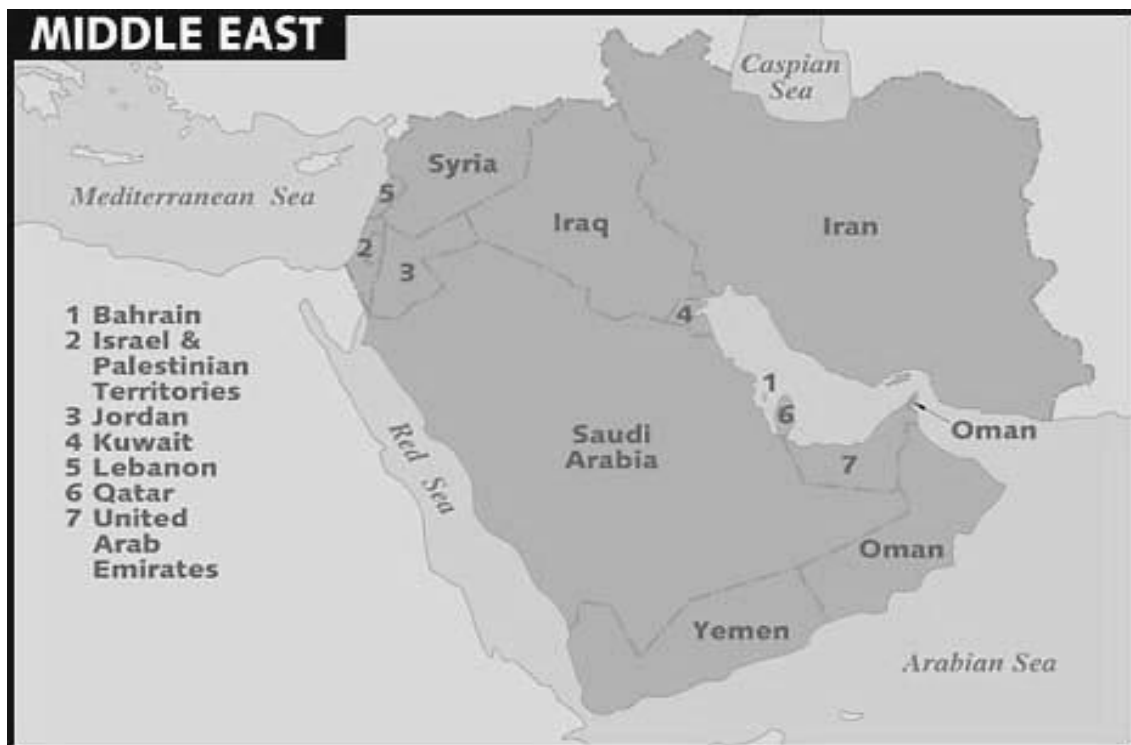 MIDDLE EAST
Caspian
Sea
Syria
Mediterranean Sea
5
Iraq
Iran
2
3
4
1 Bahrain
2 Israel &
Palestinian
Territories
3 Jordan
4 Kuwait
5 Lebanon
6 Qatar
7 United
Arab
Emirates
1
6
Oman
Red Sea
Saudi
Arabia
7
Oman
Yemen
Arabian Sea